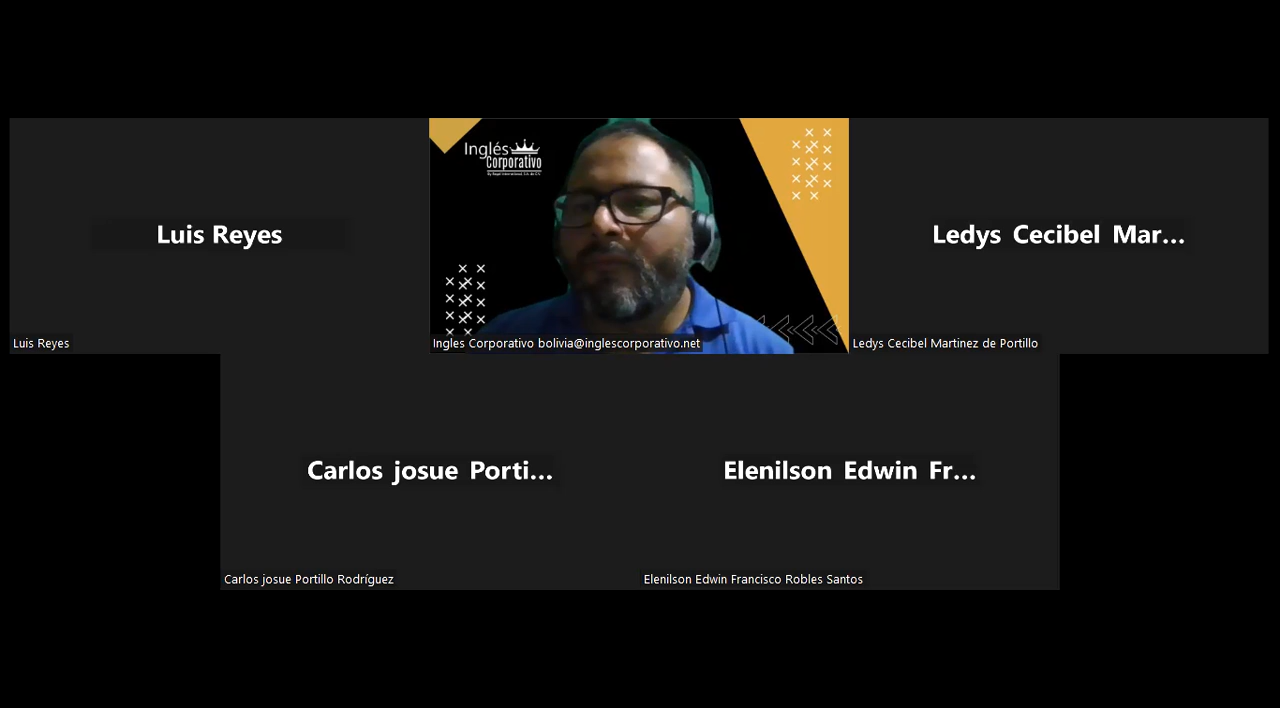 Luis Reyes
Luis Reyes
Inglés
Corporativo
Ingles Corporativo bolivia@inglescorporativo.net
Ledys Cecibel Mar...
Ledys Cecibel Martinez de Portillo
Carlos josue Porti...
Carlos josue Portillo Rodríguez
Elenilson Edwin Fr...
Elenilson Edwin Francisco Robles Santos